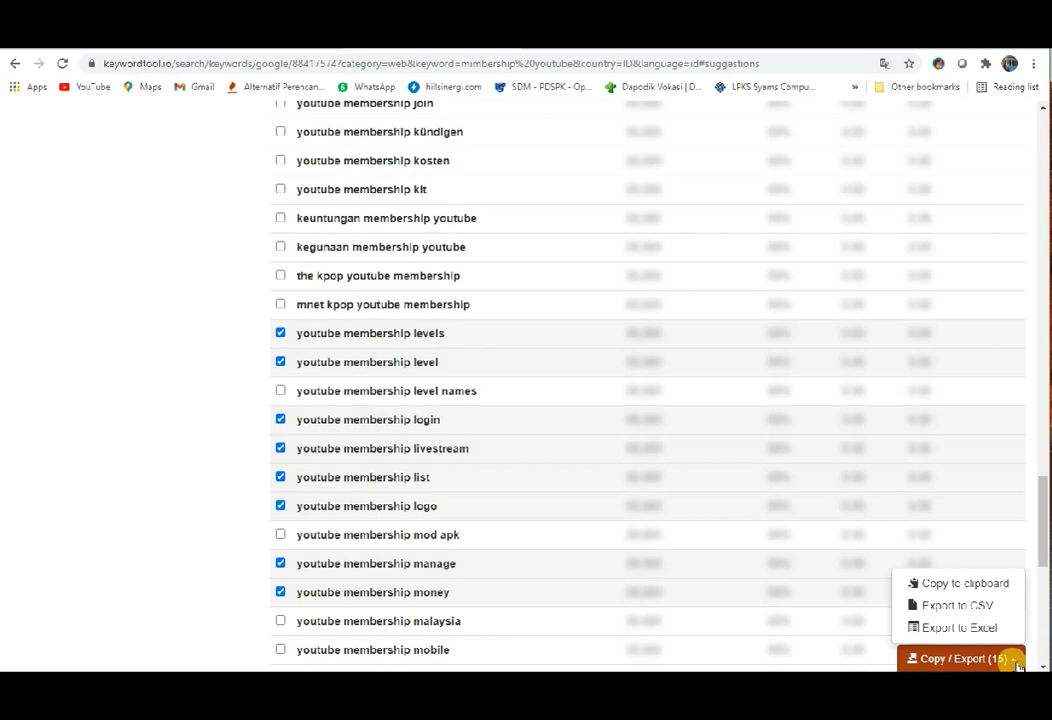 keywordtool.io/search/keywords/google/88417574?category=web&keyword=mimbership%20youtube&country=ID&language=id#suggestions
Apps YouTube Maps Gmail Alternatif Perencan... WhatsApp hillsinergi.com SDM - PDSPK - Op... Dapodik Vokasi | D... LPKS Syams Compu... » Other bookmarks Reading list
youtube membership join
youtube membership kündigen
youtube membership kosten
youtube membership kit
keuntungan membership youtube
kegunaan membership youtube
the kpop youtube membership
mnet kpop youtube membership
youtube membership levels
youtube membership level
youtube membership level names
youtube membership login
youtube membership livestream
youtube membership list
youtube membership logo
youtube membership mod apk
youtube membership manage
youtube membership money
youtube membership malaysia
youtube membership mobile
Copy to clipboard
Export to CSV
Export to Excel
Copy / Export (15)